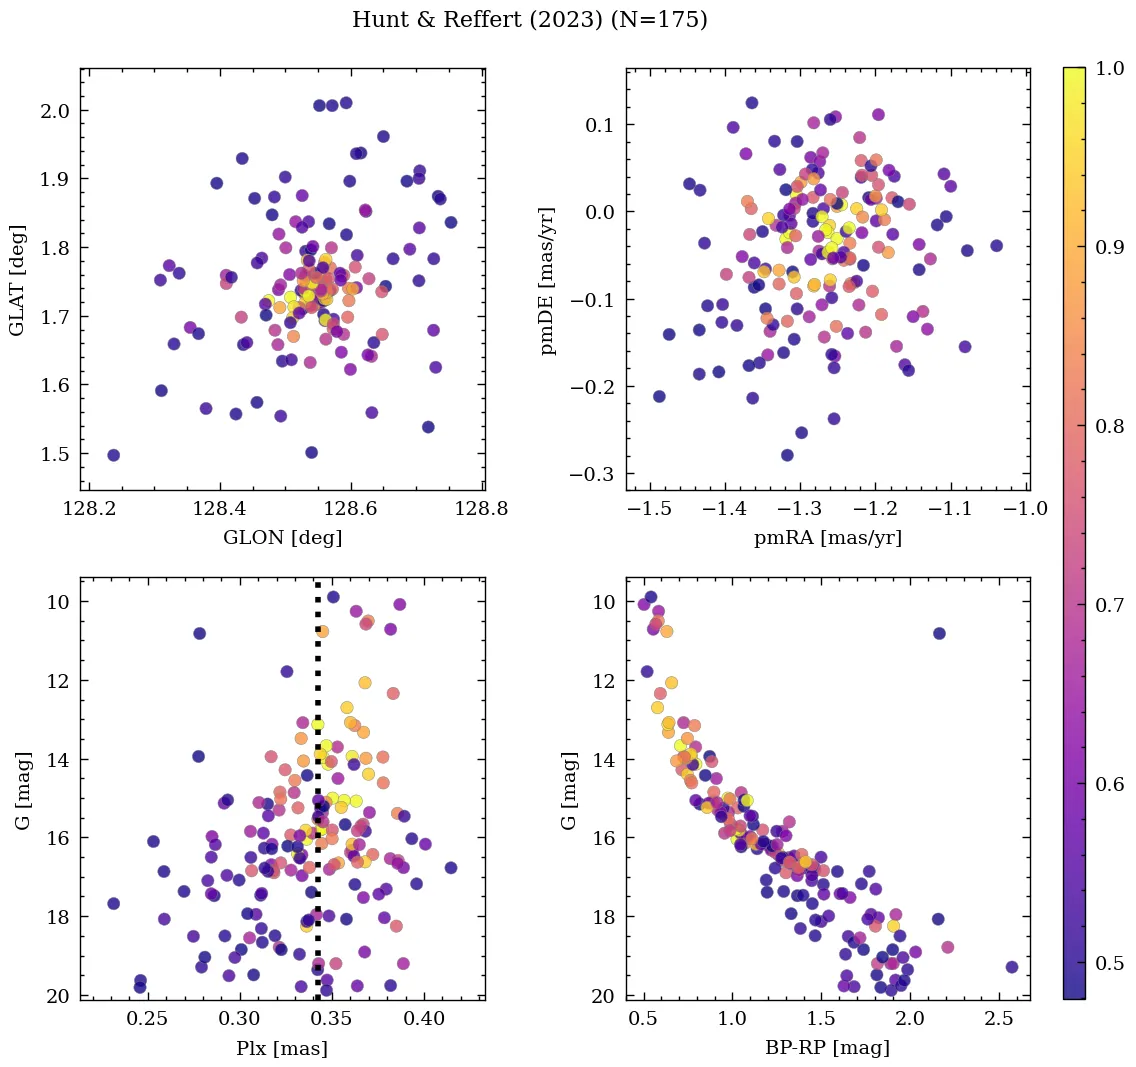 Hunt & Reffert (2023) (N=175)
2.0
1.9
1.8
1.7
1.6
1.5
GLAT [deg]
128.2 128.4 128.6 128.8
GLON [deg]
0.1
0.0
−0.1
−0.2
−0.3
pmDE [mas/yr]
−1.5 −1.4 −1.3 −1.2 −1.1 −1.0
pmRA [mas/yr]
10
12
14
16
18
20
G [mag]
0.25 0.30 0.35 0.40
Plx [mas]
10
12
14
16
18
20
G [mag]
0.5 1.0 1.5 2.0 2.5
BP-RP [mag]
1.0
0.9
0.8
0.7
0.6
0.5